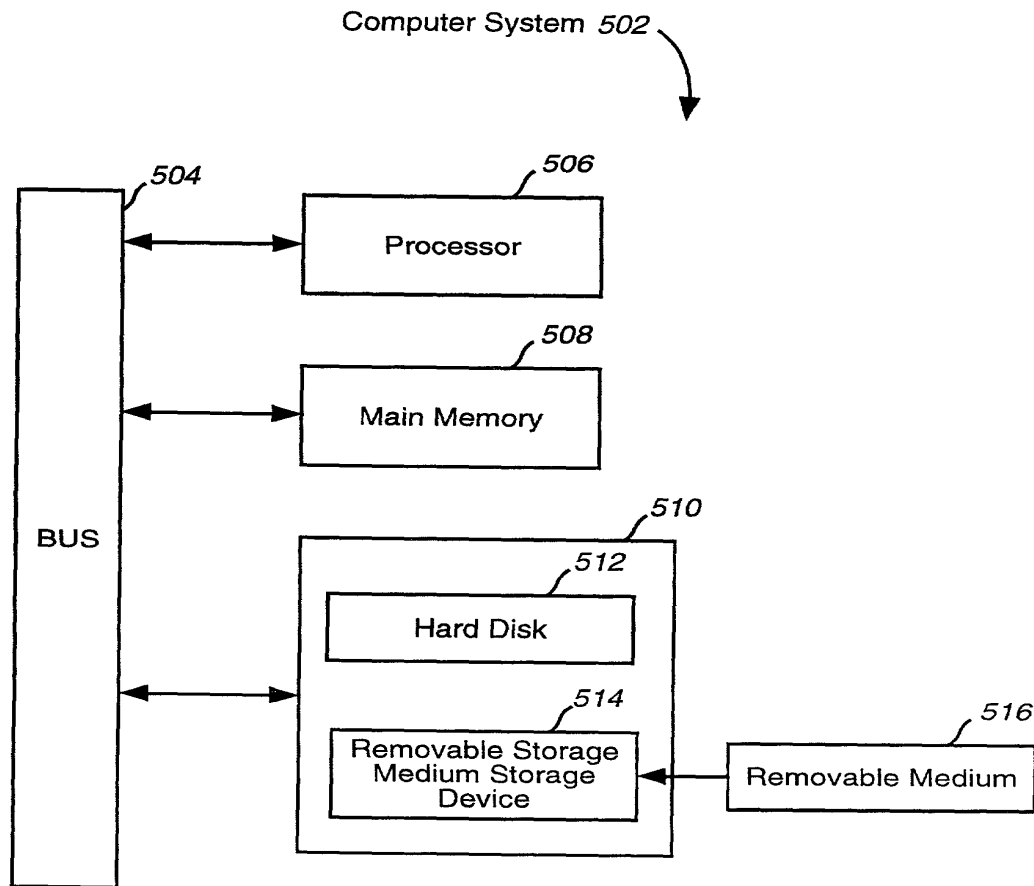 Computer System 502
504
506
Processor
508
Main Memory
BUS
510
512
Hard Disk
514
Removable Storage
Medium Storage
Device
516
Removable Medium